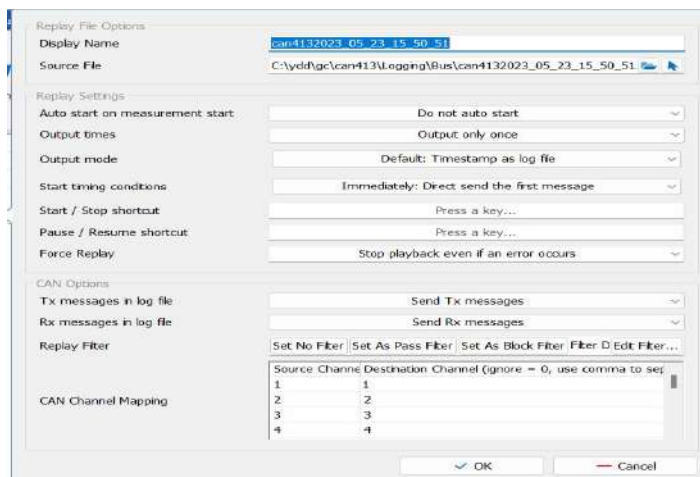 Replay File Options
Display Name can4132023_05_23_15_50_51
Source File C:\ydd\gc\can413\Logging\Bus\can4132023_05_23_15_50_51
Replay Settings
Auto start on measurement start Do not auto start
Output times Output only once
Output mode Default: Timestamp as log file
Start timing conditions Immediately: Direct send the first message
Start / Stop shortcut Press a key...
Pause / Resume shortcut Press a key...
Force Replay Stop playback even if an error occurs
CAN Options
Tx messages in log file Send Tx messages
Rx messages in log file Send Rx messages
Replay Filter Set No Filter Set As Pass Filter Set As Block Filter Filter D Edit Filter...
Source Channe Destination Channel (ignore = 0, use comma to sep
1 1
2 2
CAN Channel Mapping
3 3
4 4
OK Cancel